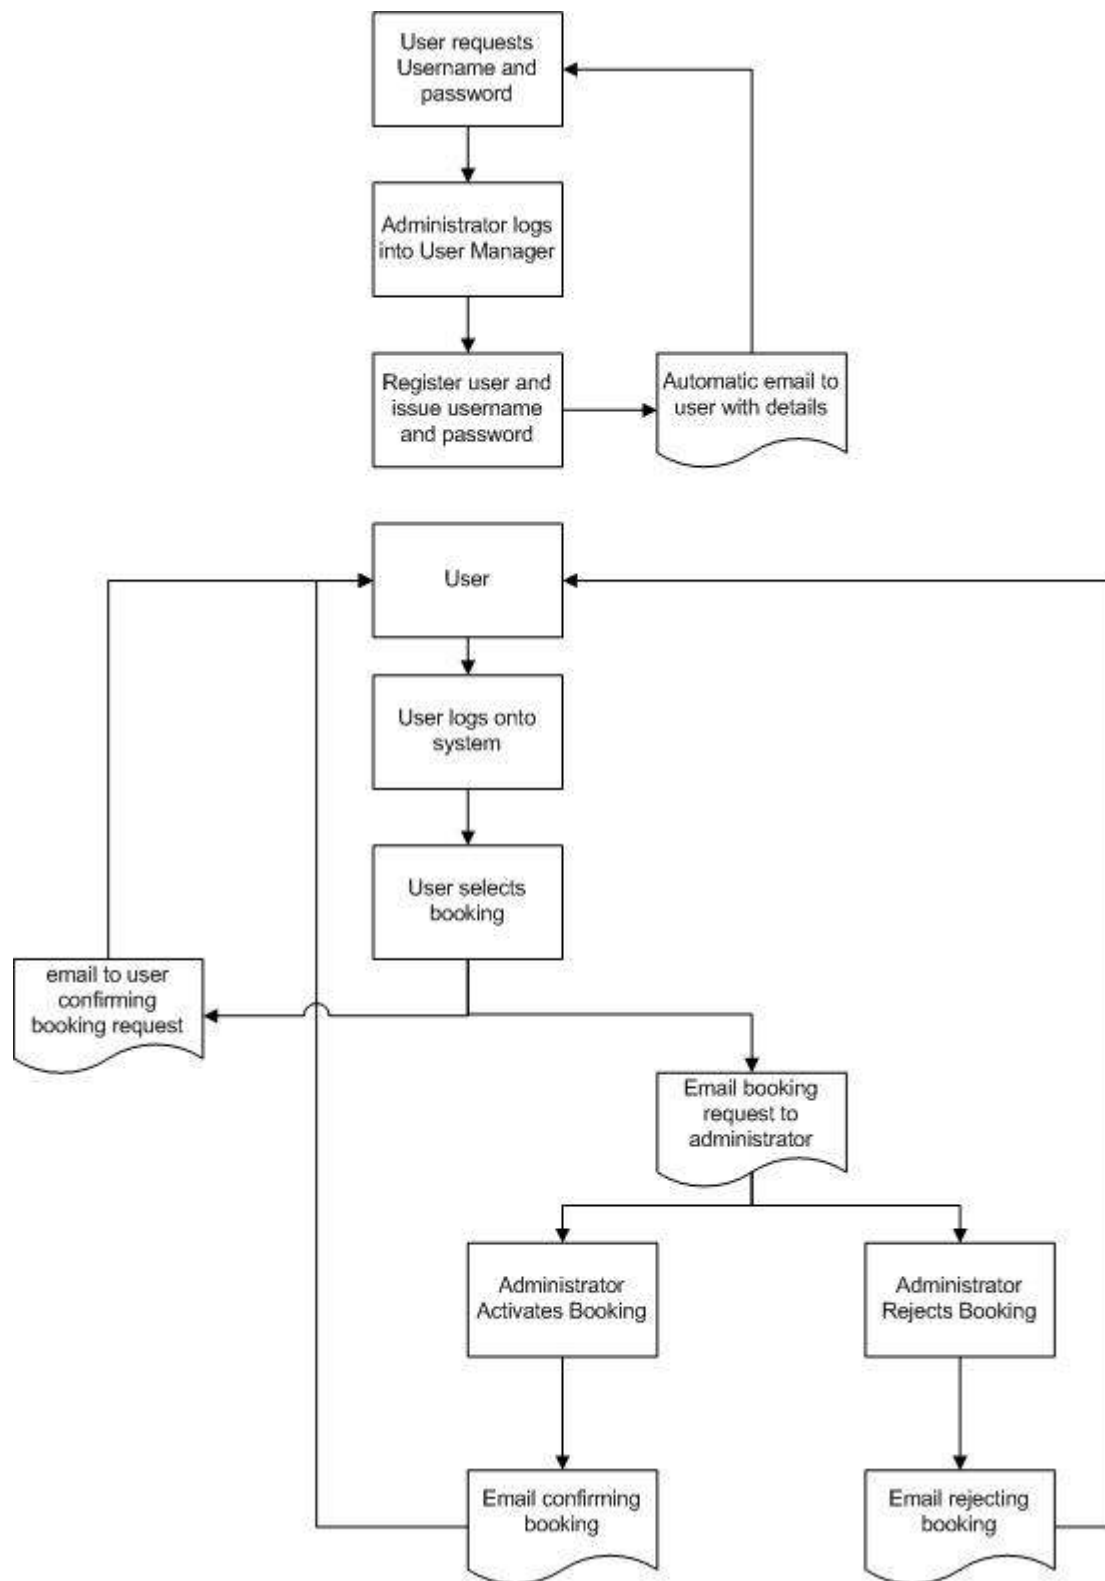 User requests
Username and
password
Administrator logs
into User Manager
Register user and
issue username
and password
Automatic email to
user with details
User
User logs onto
system
User selects
booking
email to user
confirming
booking request
Email booking
request to
administrator
Administrator
Activates Booking
Administrator
Rejects Booking
Email confirming
booking
Email rejecting
booking